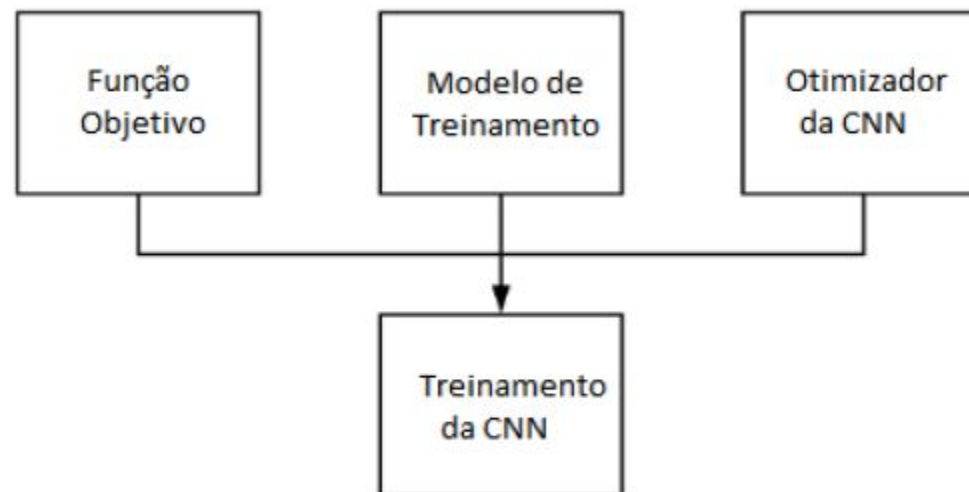 Função
Objetivo
Modelo de
Treinamento
Otimizador
da CNN
Treinamento
da CNN